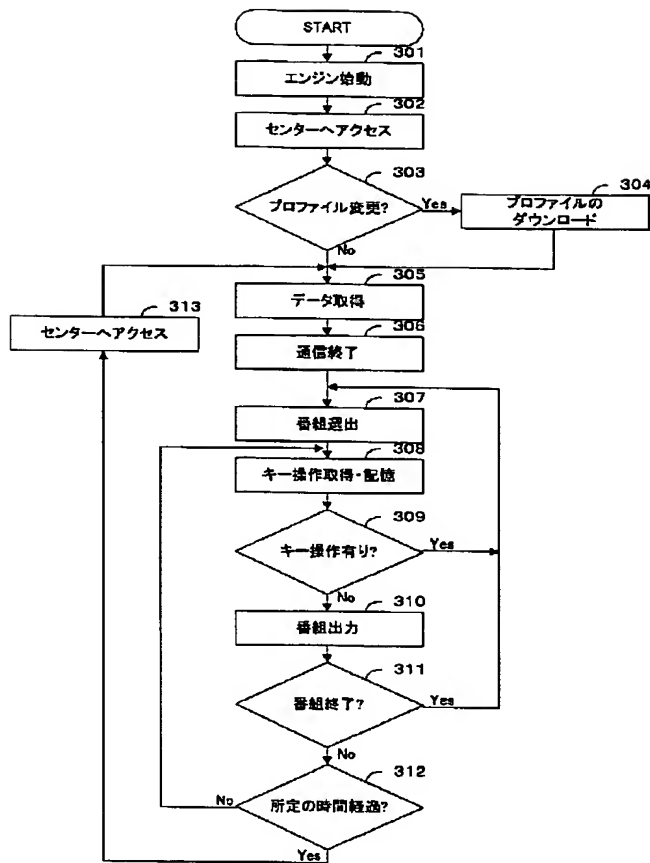 START
301
エンジン始動
302
センターへアクセス
303
プロファイル変更?
Yes
304
プロファイルの
ダウンロード
No
305
データ取得
313
センターへアクセス
306
通信終了
307
番組選出
308
キー操作取得・記憶
309
キー操作有り?
Yes
No
310
番組出力
311
番組終了?
Yes
No
312
所定の時間経過?
No
Yes